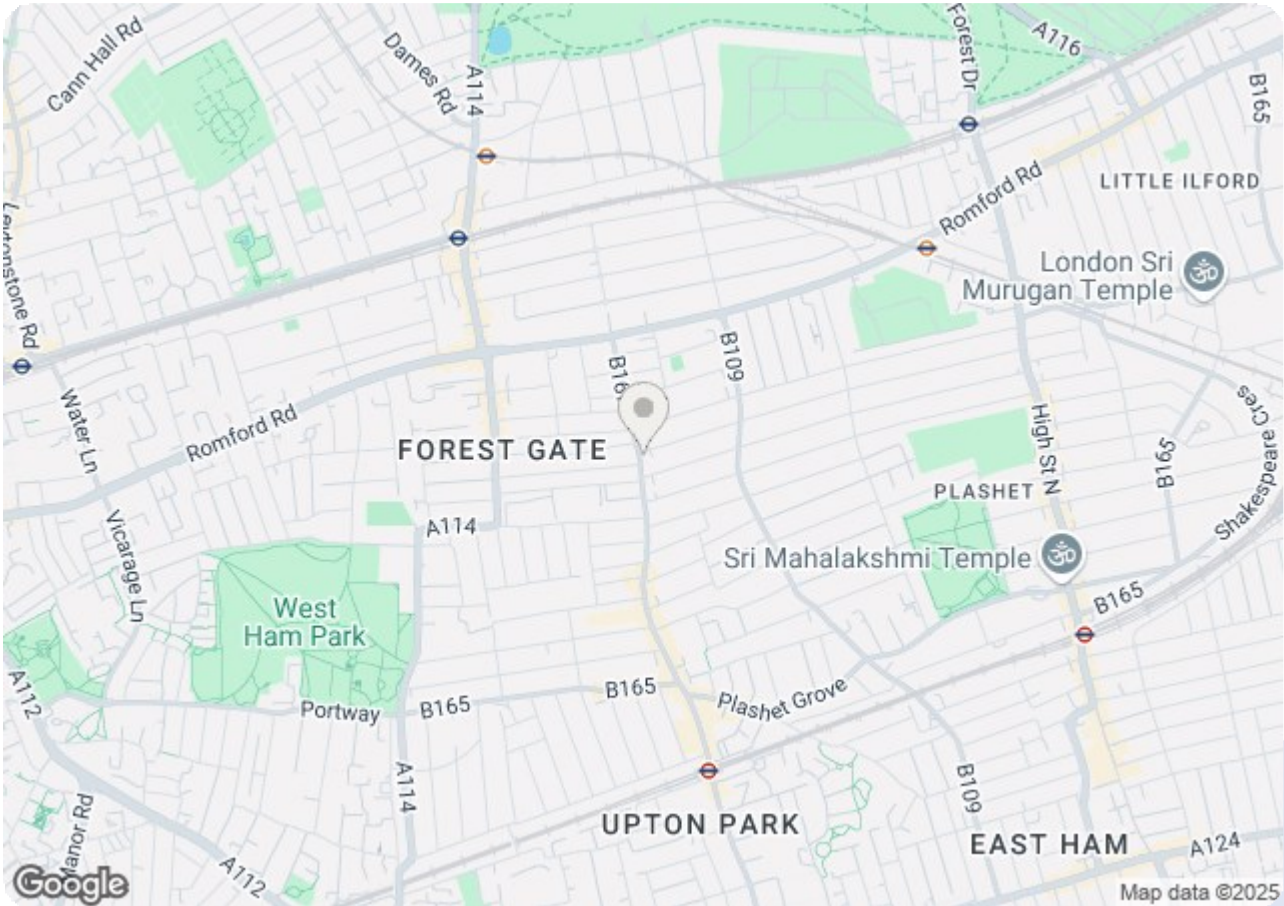 Cann Hall Rd
Dames Rd
A114
Forest Dr
A116
B165
LITTLE ILFORD
Romford Rd
London Sri
Murugan Temple
Leytonstone Rd
B109
Water Ln
Romford Rd
FOREST GATE
High St N
Shakespeare Cres
B165
PLASHET
Vicarage Ln
A114
Sri Mahalakshmi Temple
B165
West
Ham Park
A112
Portway
B165
B165
Plashet Grove
A114
B109
Manor Rd
UPTON PARK
EAST HAM
A124
A112
Google
Map data ©2025